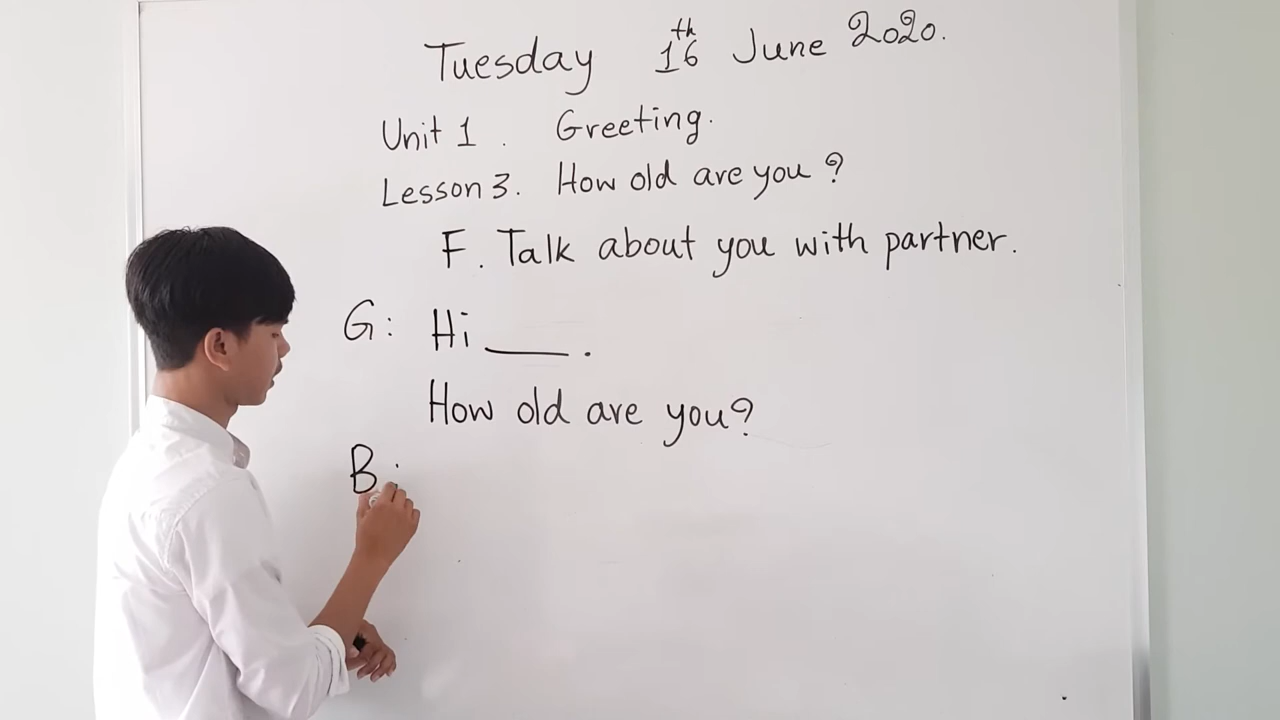 Tuesday 16th June 2020.
Unit 1. Greeting.
Lesson 3. How old are you?
F. Talk about you with partner.
G: Hi ____.
How old are you?
B: